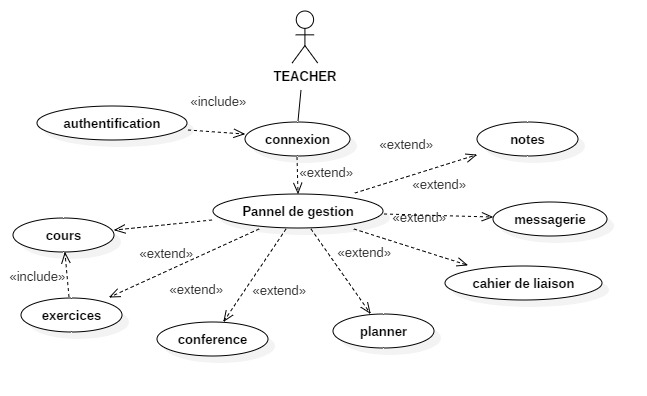 TEACHER
«include»
authentification
connexion
«extend»
notes
«extend»
«extend»
Pannel de gestion
«extend»
messagerie
cours
«extend»
«extend»
«include»
cahier de liaison
«extend»
«extend»
exercices
conference
planner